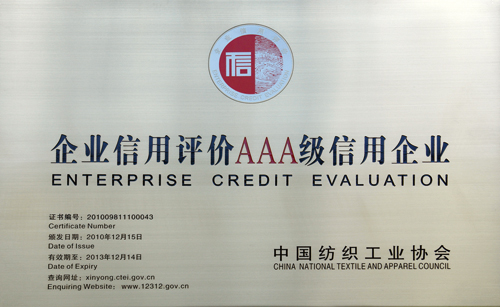 信
企业信用评价AAA级信用企业
ENTERPRISE CREDIT EVALUATION
证书编号：201009811100043
Certificate Number
颁发日期：2010年12月15日
Date of Issue
有效期至：2013年12月14日
Date of Expiry
查询网址：xinyong.ctei.gov.cn
Enquiring Website：www.12312.gov.cn
中国纺织工业协会
CHINA NATIONAL TEXTILE AND APPAREL COUNCIL